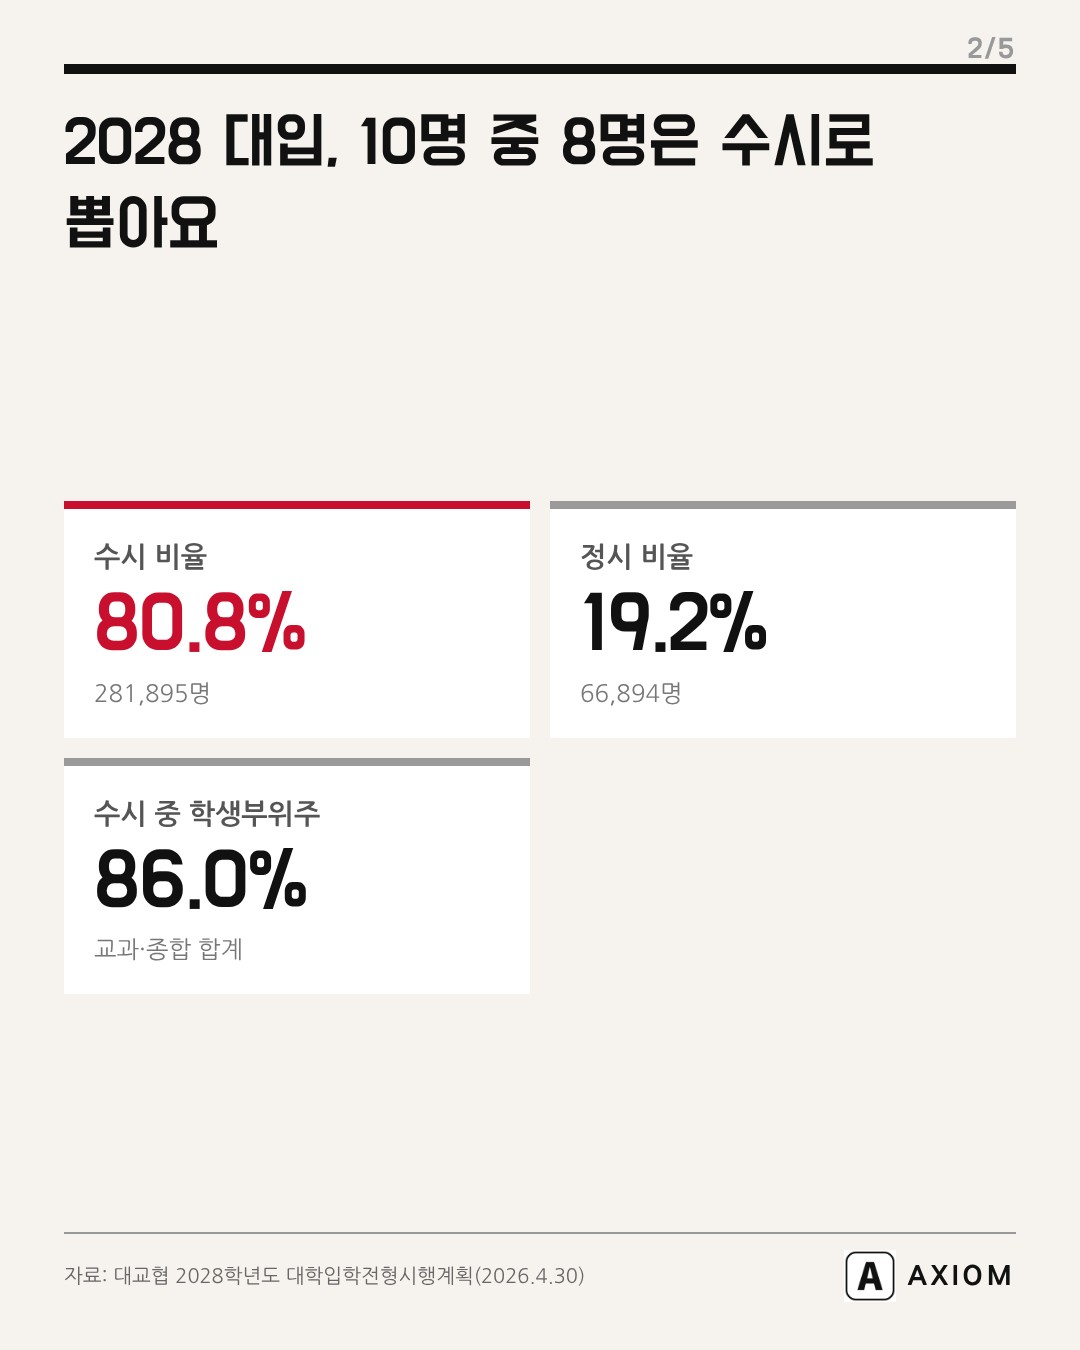 2/5
2028 대입, 10명 중 8명은 수시로
뽑아요
수시 비율
80.8%
281,895명
정시 비율
19.2%
66,894명
수시 중 학생부위주
86.0%
교과·종합 합계
자료: 대교협 2028학년도 대학입학전형시행계획(2026.4.30)
A AXIOM